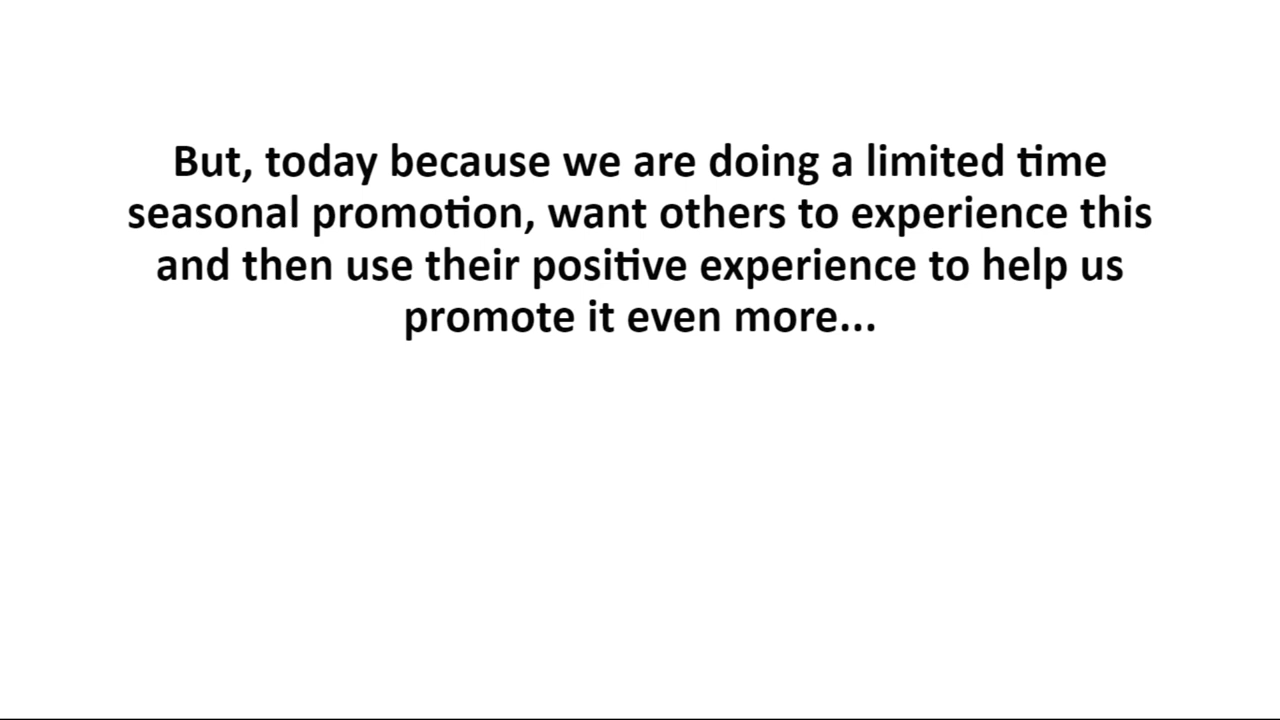 But, today because we are doing a limited time
seasonal promotion, want others to experience this
and then use their positive experience to help us
promote it even more...